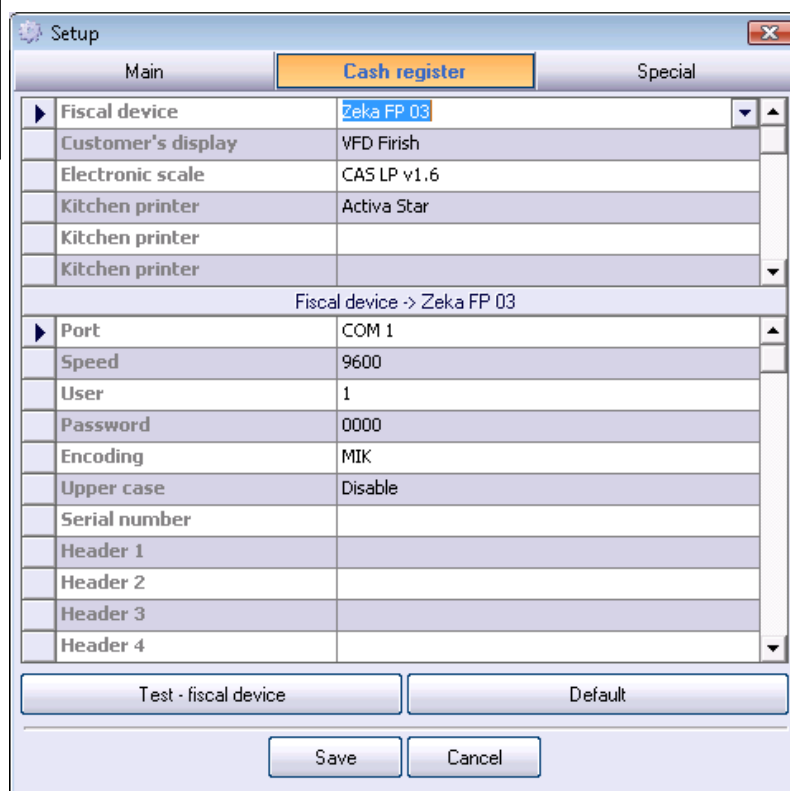 Setup
Main Cash register Special
Fiscal device Zeka FP 03
Customer's display VFD Firish
Electronic scale CAS LP v1.6
Kitchen printer Activa Star
Kitchen printer
Kitchen printer
Fiscal device -> Zeka FP 03
Port COM 1
Speed 9600
User 1
Password 0000
Encoding MIK
Upper case Disable
Serial number
Header 1
Header 2
Header 3
Header 4
Test - fiscal device Default
Save Cancel